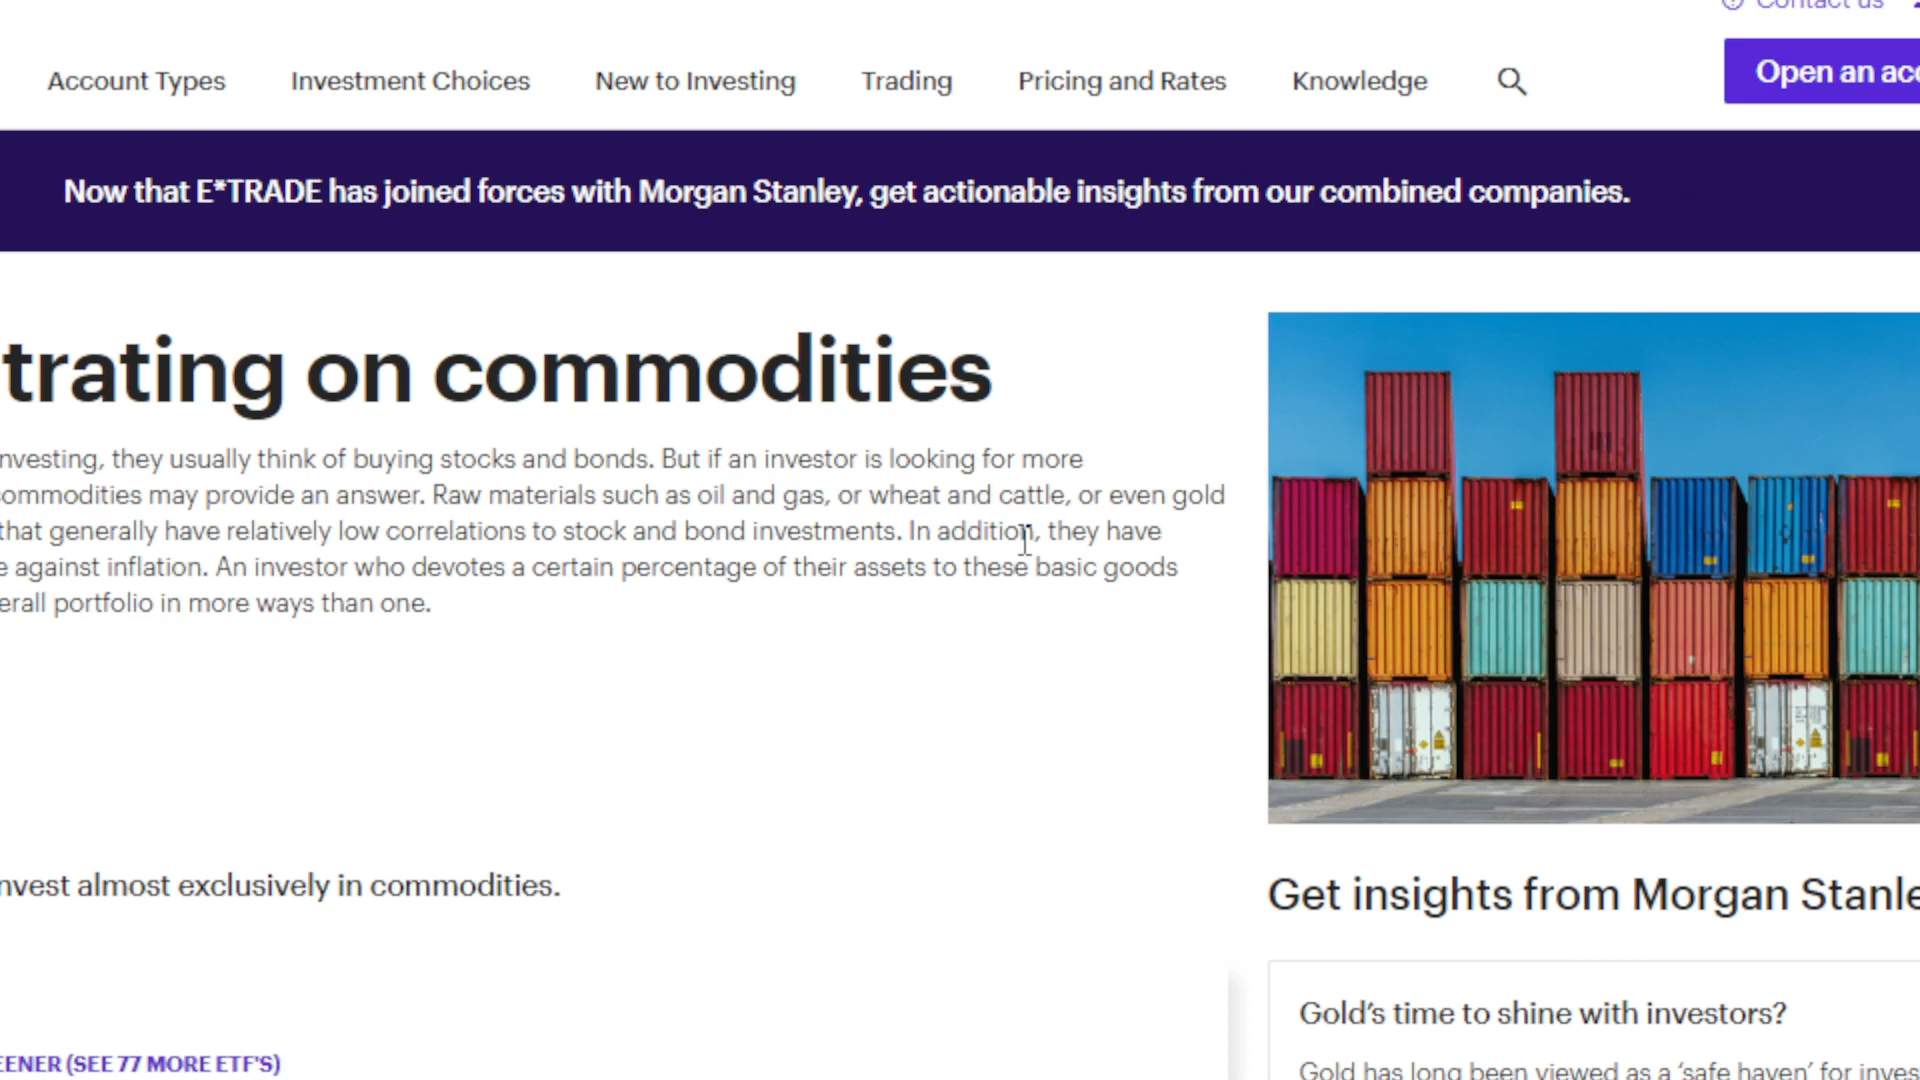 Contact us
Account Types Investment Choices New to Investing Trading Pricing and Rates Knowledge
Open an acc
Now that E*TRADE has joined forces with Morgan Stanley, get actionable insights from our combined companies.
trating on commodities
nvesting, they usually think of buying stocks and bonds. But if an investor is looking for more
commodities may provide an answer. Raw materials such as oil and gas, or wheat and cattle, or even gold
that generally have relatively low correlations to stock and bond investments. In addition, they have
e against inflation. An investor who devotes a certain percentage of their assets to these basic goods
erall portfolio in more ways than one.
nvest almost exclusively in commodities.
Get insights from Morgan Stanle
Gold's time to shine with investors?
Gold has long been viewed as a 'safe haven' for inves
EENER (SEE 77 MORE ETF'S)